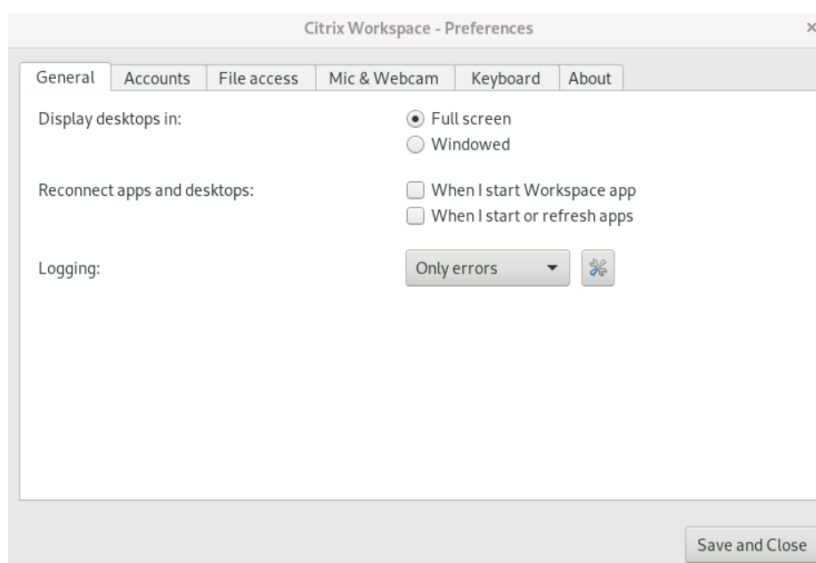 Citrix Workspace - Preferences ×
General Accounts File access Mic & Webcam Keyboard About
Display desktops in: Full screen
Windowed
Reconnect apps and desktops: When I start Workspace app
When I start or refresh apps
Logging: Only errors
Save and Close